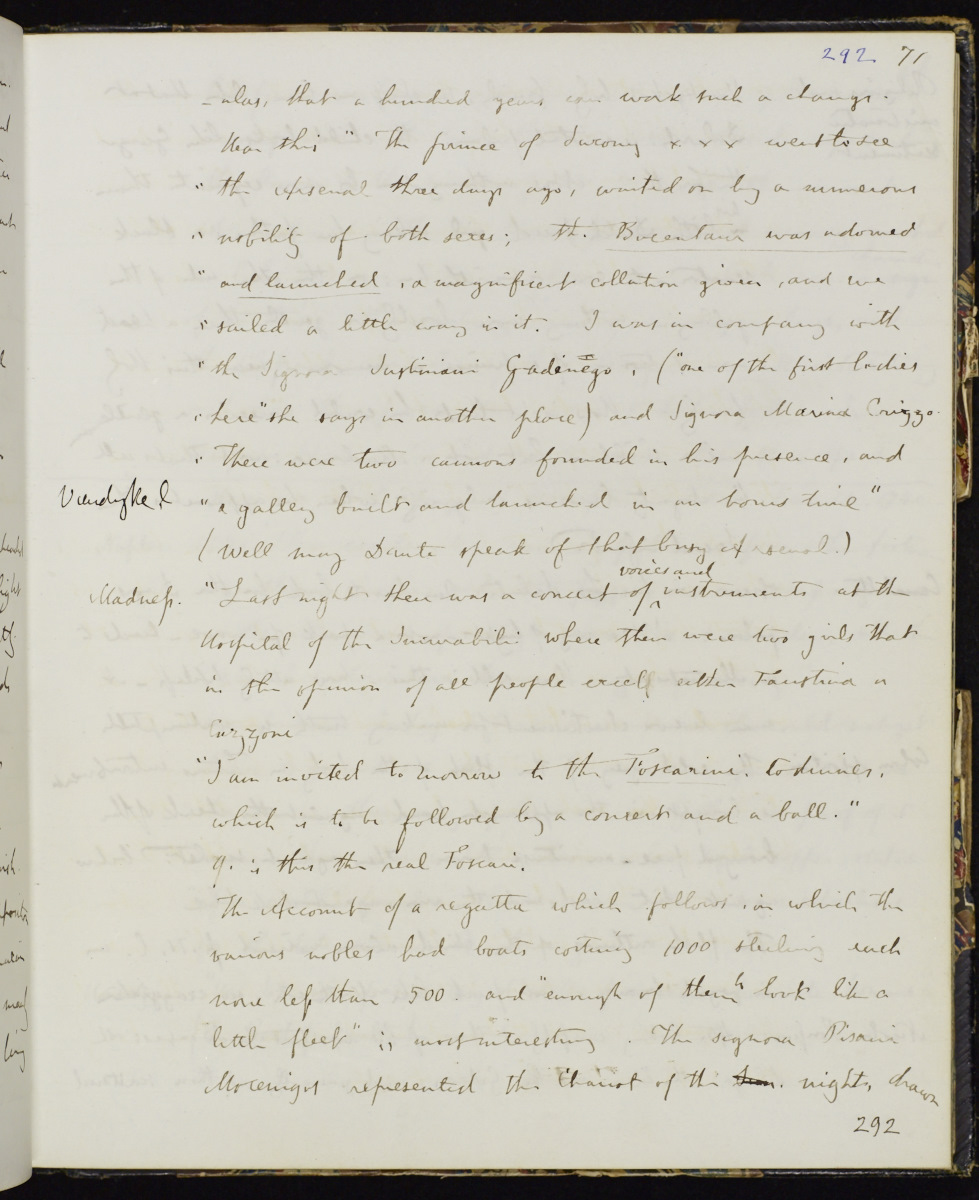 292 71
- alas, that a hundred years can work such a change.
Hear this " The prince of Saxony x x x went to see
" the Arsenal three days ago, waited on by a numerous
" nobility of both sexes; the Bucentaur was adorned
" and launched, a magnificent collation given, and we
" sailed a little way in it. I was in company with
" the Signora Justiniani Gradenego, ("one of the first ladies
" here" she says in another place) and Signora Marina Crizzo.
" There were two cannons founded in his presence, and
" a galley built and launched in an hours time"
(Well may Dante speak of that busy Arsenal.)
Madness. "Last night there was a concert of voices and instruments at the
Hospital of the Incurabili where there were two girls that
in the opinion of all people excell either Faustina or
Cuzzoni
"I am invited to morrow to the Foscarini. to dinner.
which is to be followed by a concert and a ball."
q. is this the real Foscari.
The Account of a regatta which follows, in which the
various nobles had boats costing 1000 sterling each
none less than 500. and "enough of them to look like a
little fleet" is most interesting. The signora Pisani
Mocenigos represented the Chariot of the night, drawn
292